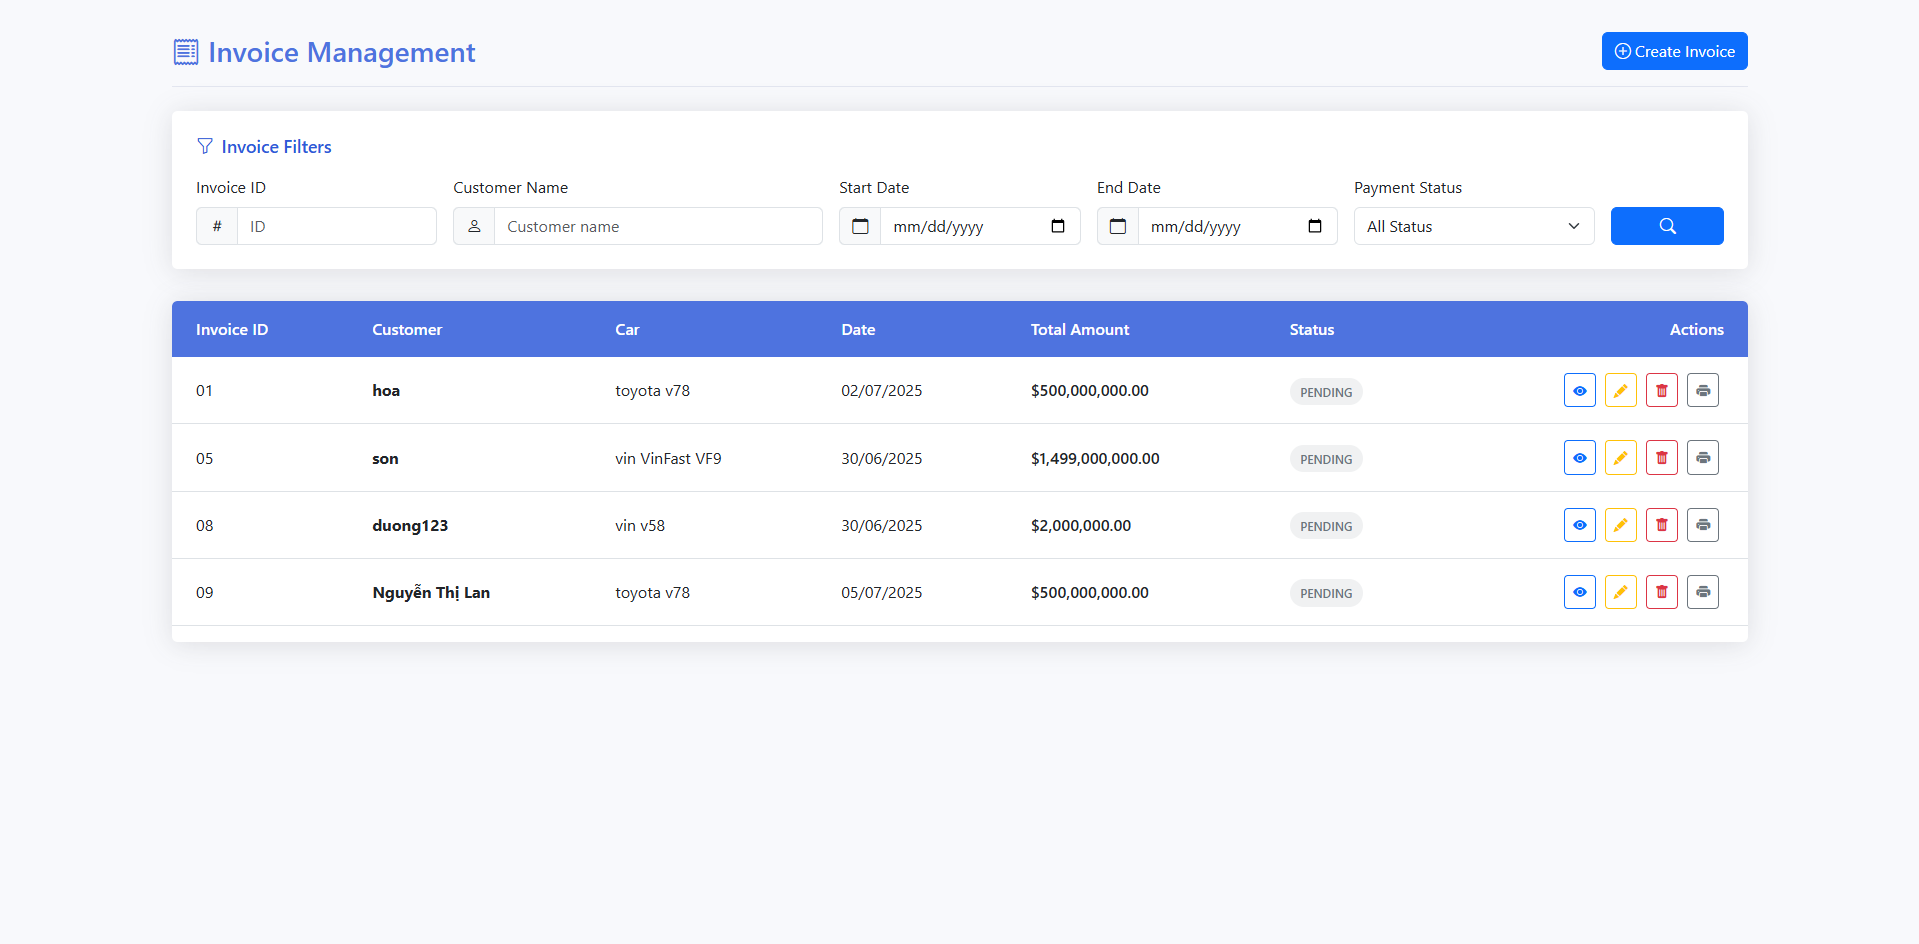 Invoice Management
Create Invoice
Invoice Filters
Invoice ID Customer Name Start Date End Date Payment Status
# ID Customer name mm/dd/yyyy mm/dd/yyyy All Status
Invoice ID Customer Car Date Total Amount Status Actions
01 hoa toyota v78 02/07/2025 $500,000,000.00 PENDING
05 son vin VinFast VF9 30/06/2025 $1,499,000,000.00 PENDING
08 duong123 vin v58 30/06/2025 $2,000,000.00 PENDING
09 Nguyễn Thị Lan toyota v78 05/07/2025 $500,000,000.00 PENDING